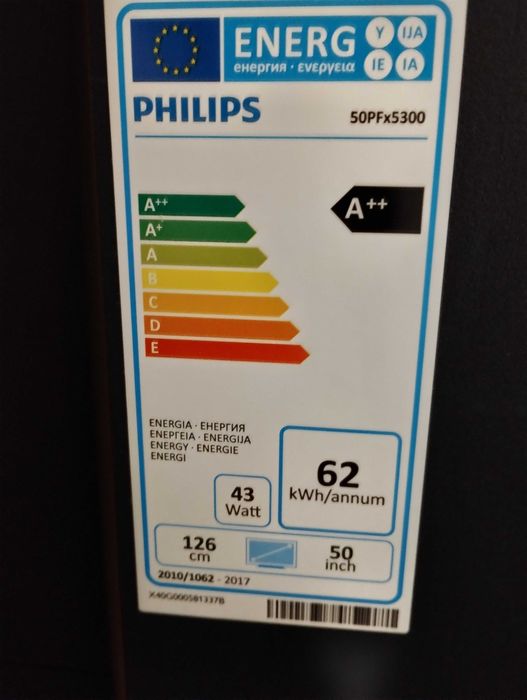 ENERG Y IJA
енергия · ενεργεια IE IA
PHILIPS 50PFx5300
A++ A++
A+
A
B
C
D
E
ENERGIA · ЕНЕРГИЯ
ΕΝΕΡΓΕΙΑ · ENERGIJA
ENERGY · ENERGIE
ENERGI
62
kWh/annum
43
Watt
126
cm
50
inch
2010/1062 - 2017
X40G000581337B